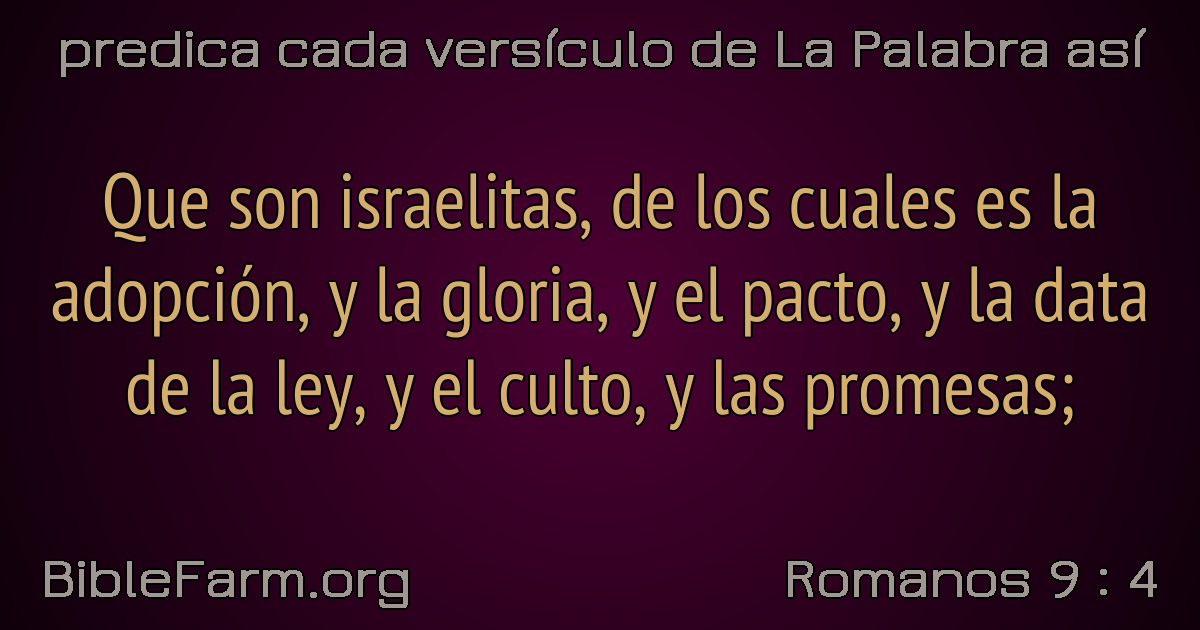 predica cada versículo de La Palabra así
Que son israelitas, de los cuales es la
adopción, y la gloria, y el pacto, y la data
de la ley, y el culto, y las promesas;
BibleFarm.org
Romanos 9 : 4